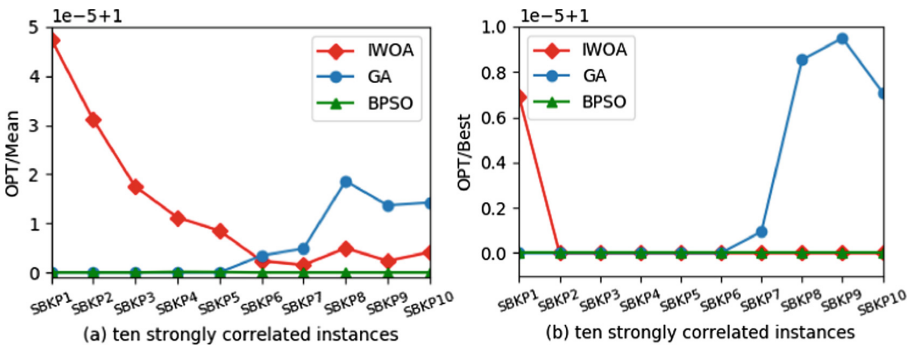 1e−5+1
5
4
3
2
1
0
OPT/Mean
IWOA
GA
BPSO
SBKP1 SBKP2 SBKP3 SBKP4 SBKP5 SBKP6 SBKP7 SBKP8 SBKP9 SBKP10
(a) ten strongly correlated instances
1e−5+1
1.0
0.8
0.6
0.4
0.2
0.0
OPT/Best
IWOA
GA
BPSO
SBKP1 SBKP2 SBKP3 SBKP4 SBKP5 SBKP6 SBKP7 SBKP8 SBKP9 SBKP10
(b) ten strongly correlated instances